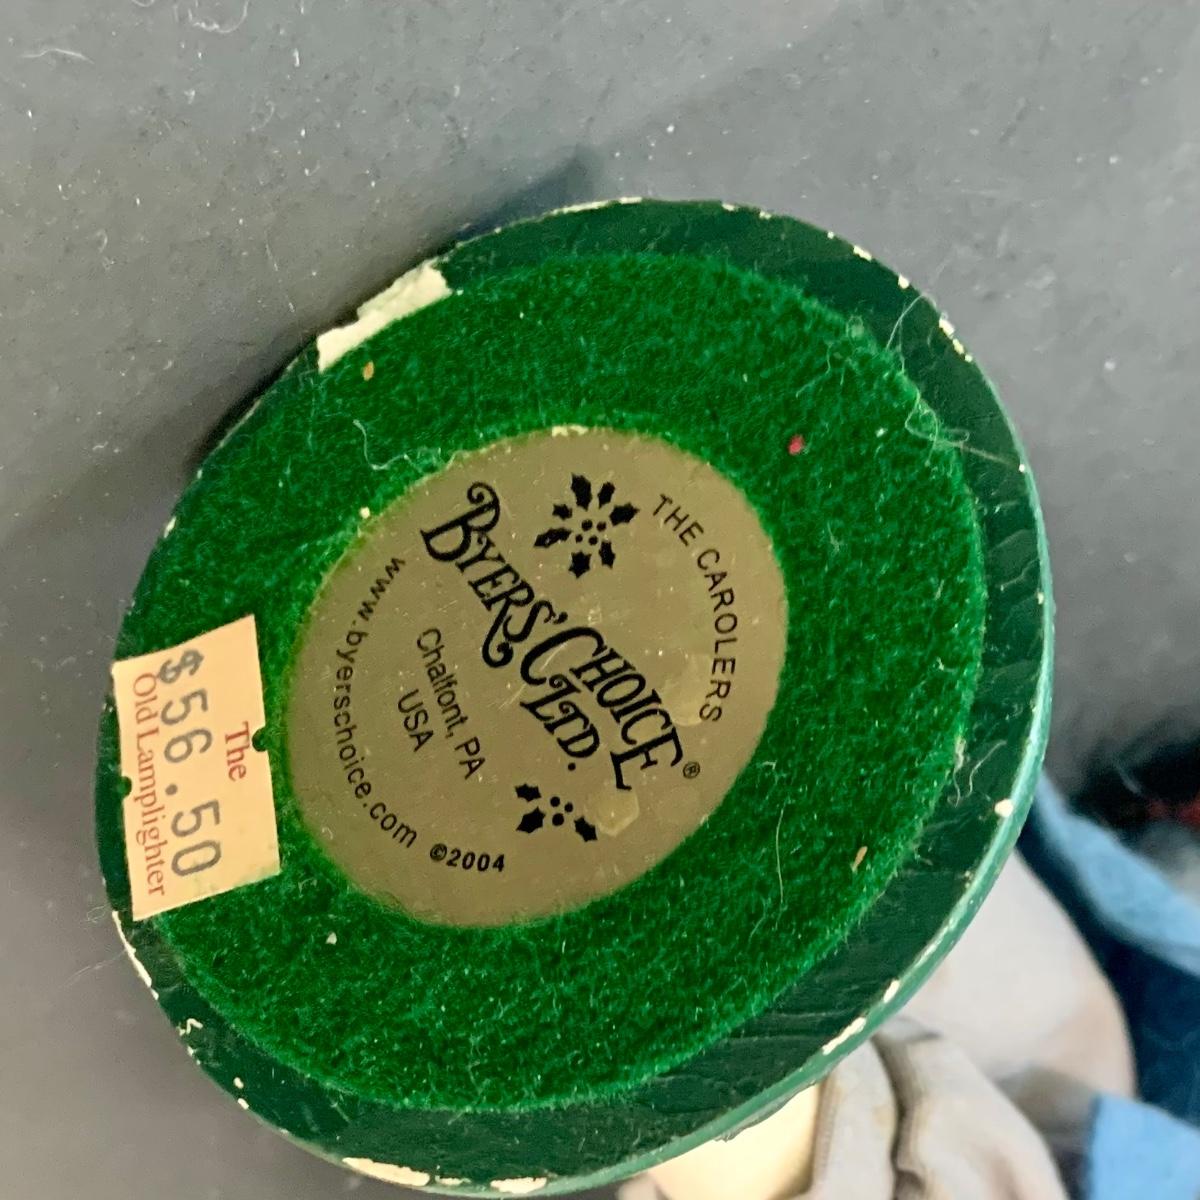 THE CAROLERS
BYERS' CHOICE®
LTD.
Chalfont, PA
USA
www.byerschoice.com ©2004
The
$56.50
Old Lamplighter